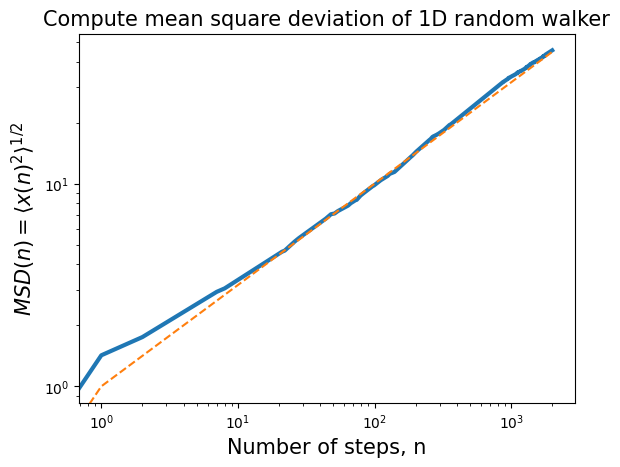 Compute mean square deviation of 1D random walker
MSD(n) = ⟨x(n)²⟩^{1/2}
10¹
10⁰
10⁰ 10¹ 10² 10³
Number of steps, n